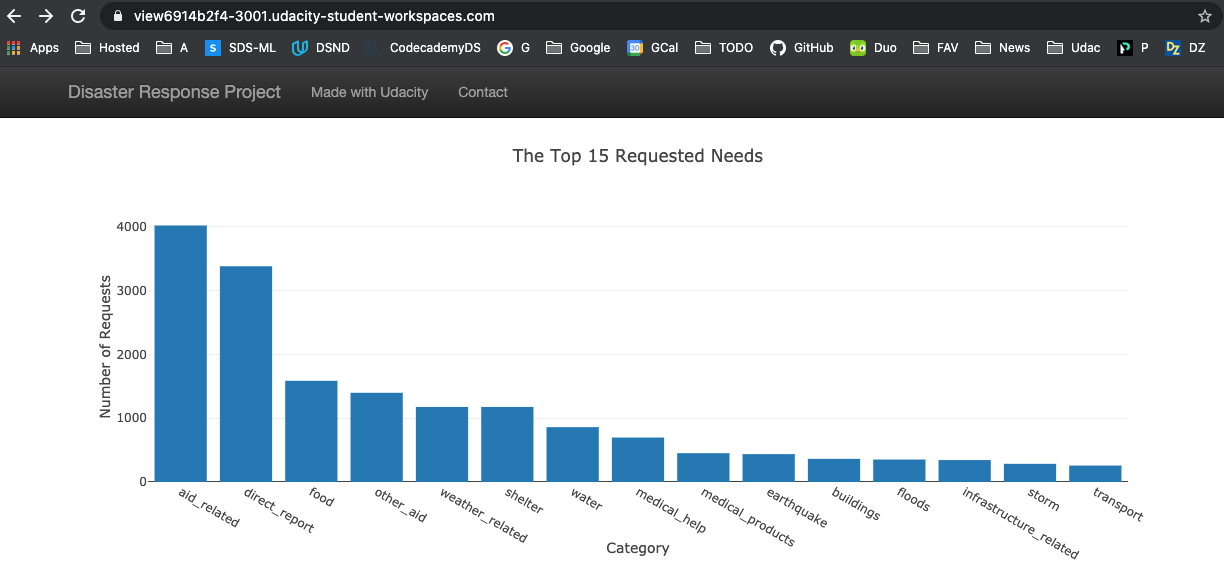 view6914b2f4-3001.udacity-student-workspaces.com
Apps Hosted A S SDS-ML DSND CodecademyDS G G Google 30 GCal TODO GitHub Duo FAV News Udac P P DZ DZ
Disaster Response Project Made with Udacity Contact
The Top 15 Requested Needs
Number of Requests
4000
3000
2000
1000
0
aid_related direct_report food other_aid weather_related shelter water medical_help medical_products earthquake buildings floods infrastructure_related storm transport
Category